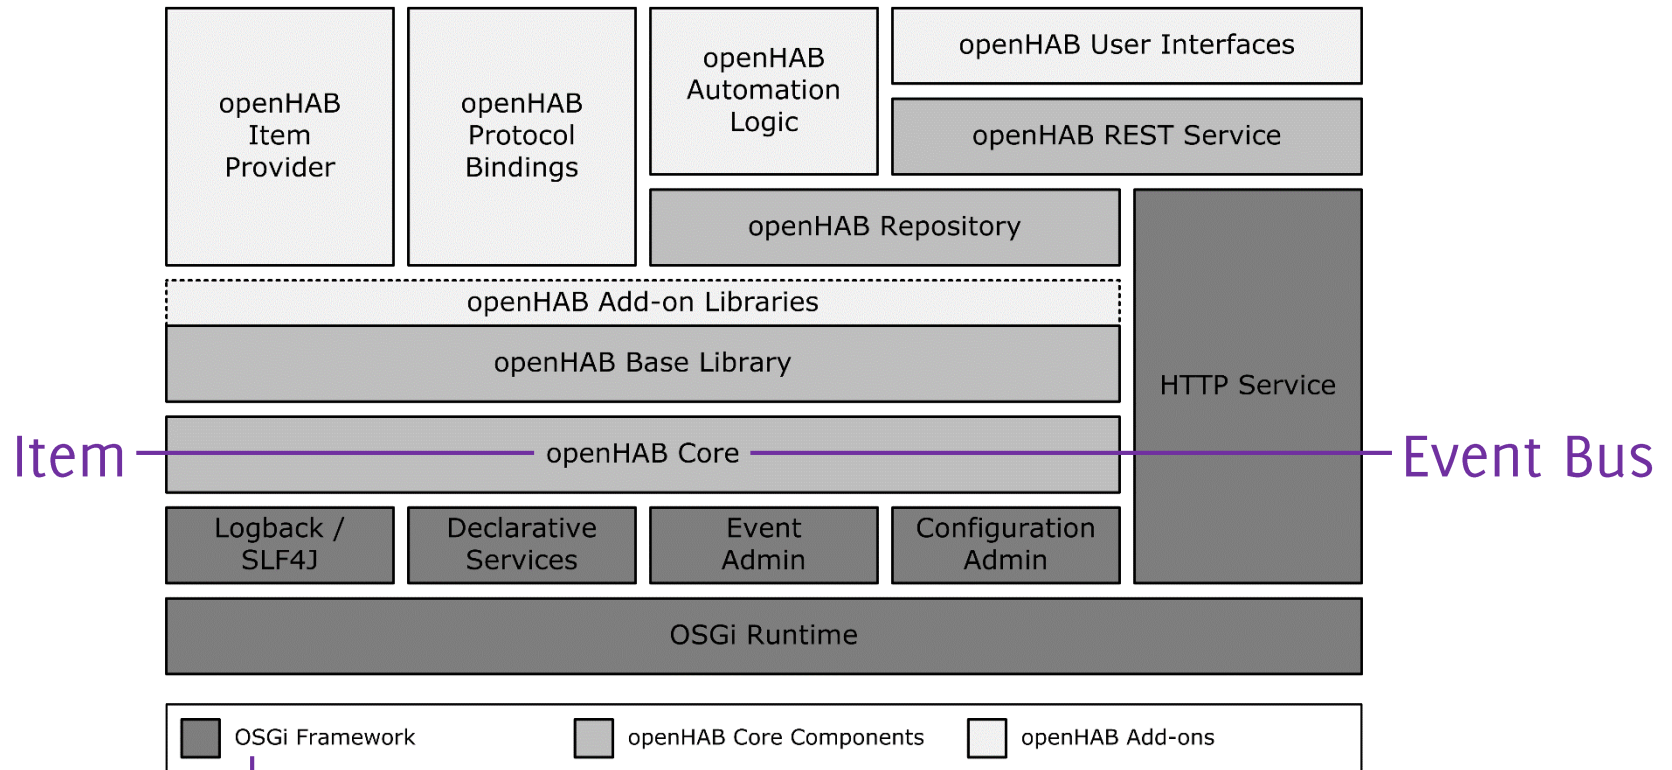 openHAB
Item
Provider
openHAB
Protocol
Bindings
openHAB
Automation
Logic
openHAB User Interfaces
openHAB REST Service
openHAB Repository
openHAB Add-on Libraries
openHAB Base Library
HTTP Service
Item
openHAB Core
Event Bus
Logback /
SLF4J
Declarative
Services
Event
Admin
Configuration
Admin
OSGi Runtime
OSGi Framework
openHAB Core Components
openHAB Add-ons